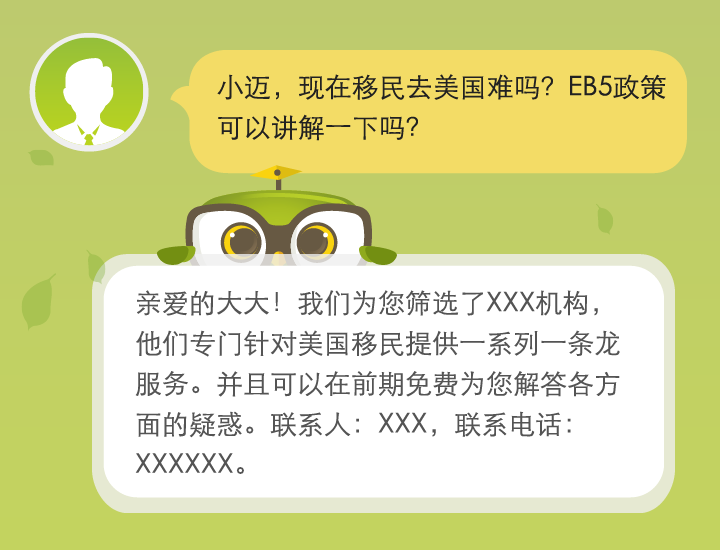 小迈，现在移民去美国难吗？EB5政策
可以讲解一下吗？
亲爱的大大！我们为您筛选了XXX机构，
他们专门针对美国移民提供一系列一条龙
服务。并且可以在前期免费为您解答各方
面的疑惑。联系人：XXX，联系电话：
XXXXXX。